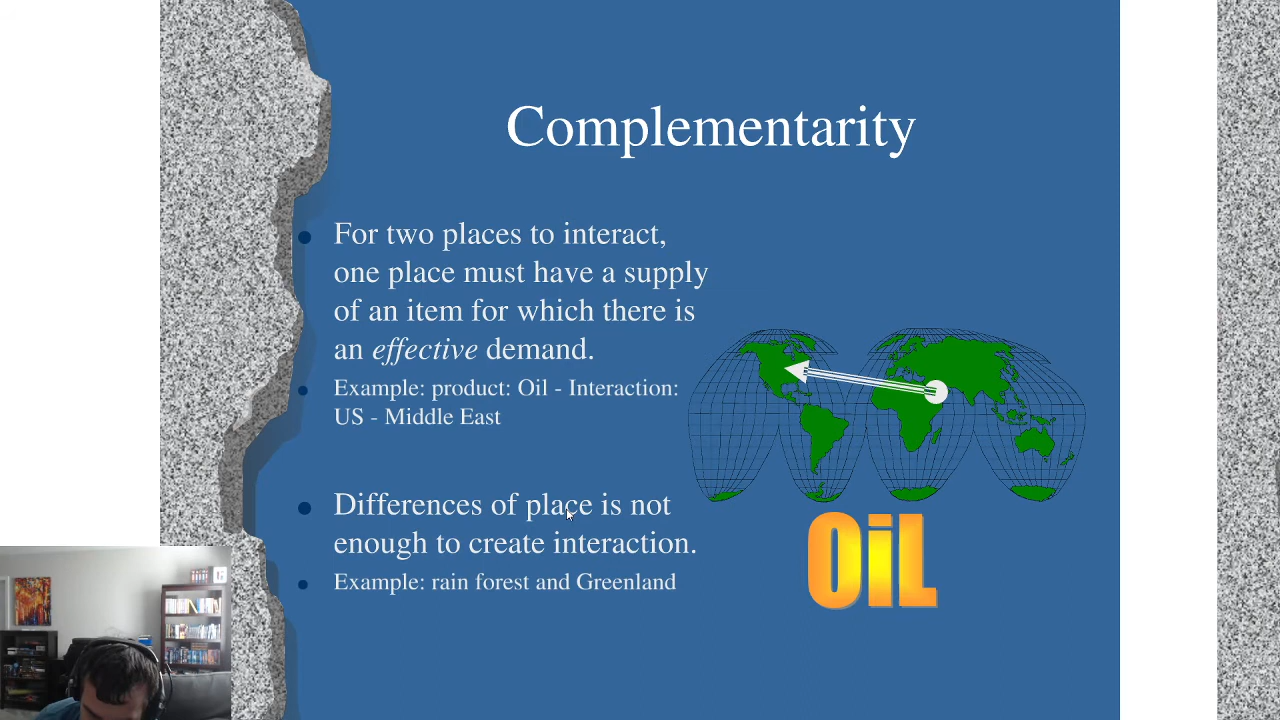 Complementarity
For two places to interact,
one place must have a supply
of an item for which there is
an effective demand.
Example: product: Oil - Interaction:
US - Middle East
Differences of place is not
enough to create interaction.
Example: rain forest and Greenland
OiL